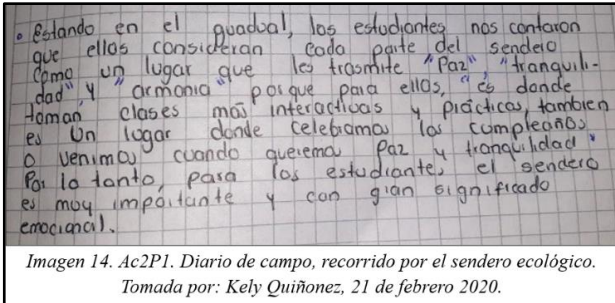 • Estando en el guadual, los estudiantes nos contaron
que ellos consideran cada parte del sendero
como un lugar que les trasmite "Paz", "tranquili-
dad" y "armonia" porque para ellos, "es donde
toman clases más interactivas y prácticas, tambien
es un lugar donde celebramos los cumpleaños
o venimos cuando queremos paz y tranquilidad".
Por lo tanto, para los estudiantes, el sendero
es muy importante y con gran significado
emocional.
Imagen 14. Ac2P1. Diario de campo, recorrido por el sendero ecológico.
Tomada por: Kely Quiñonez, 21 de febrero 2020.